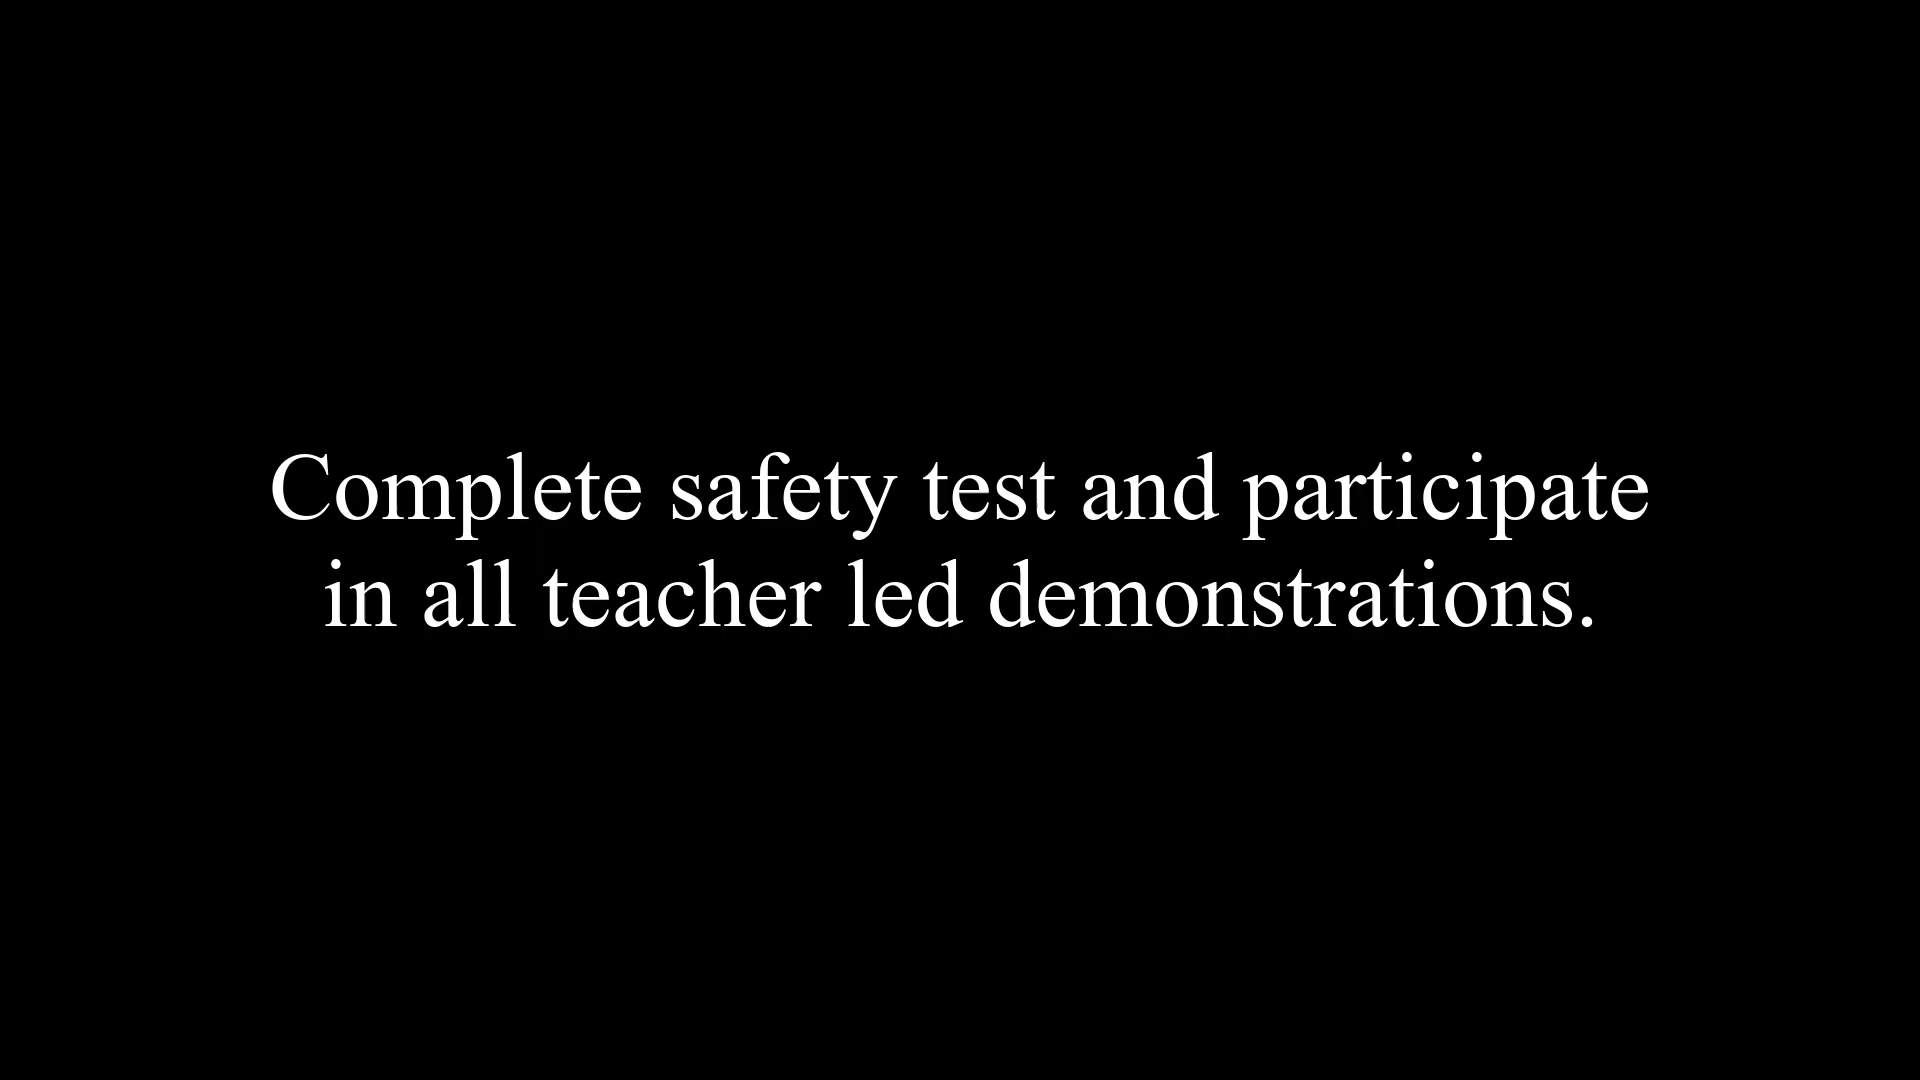 Complete safety test and participate
in all teacher led demonstrations.